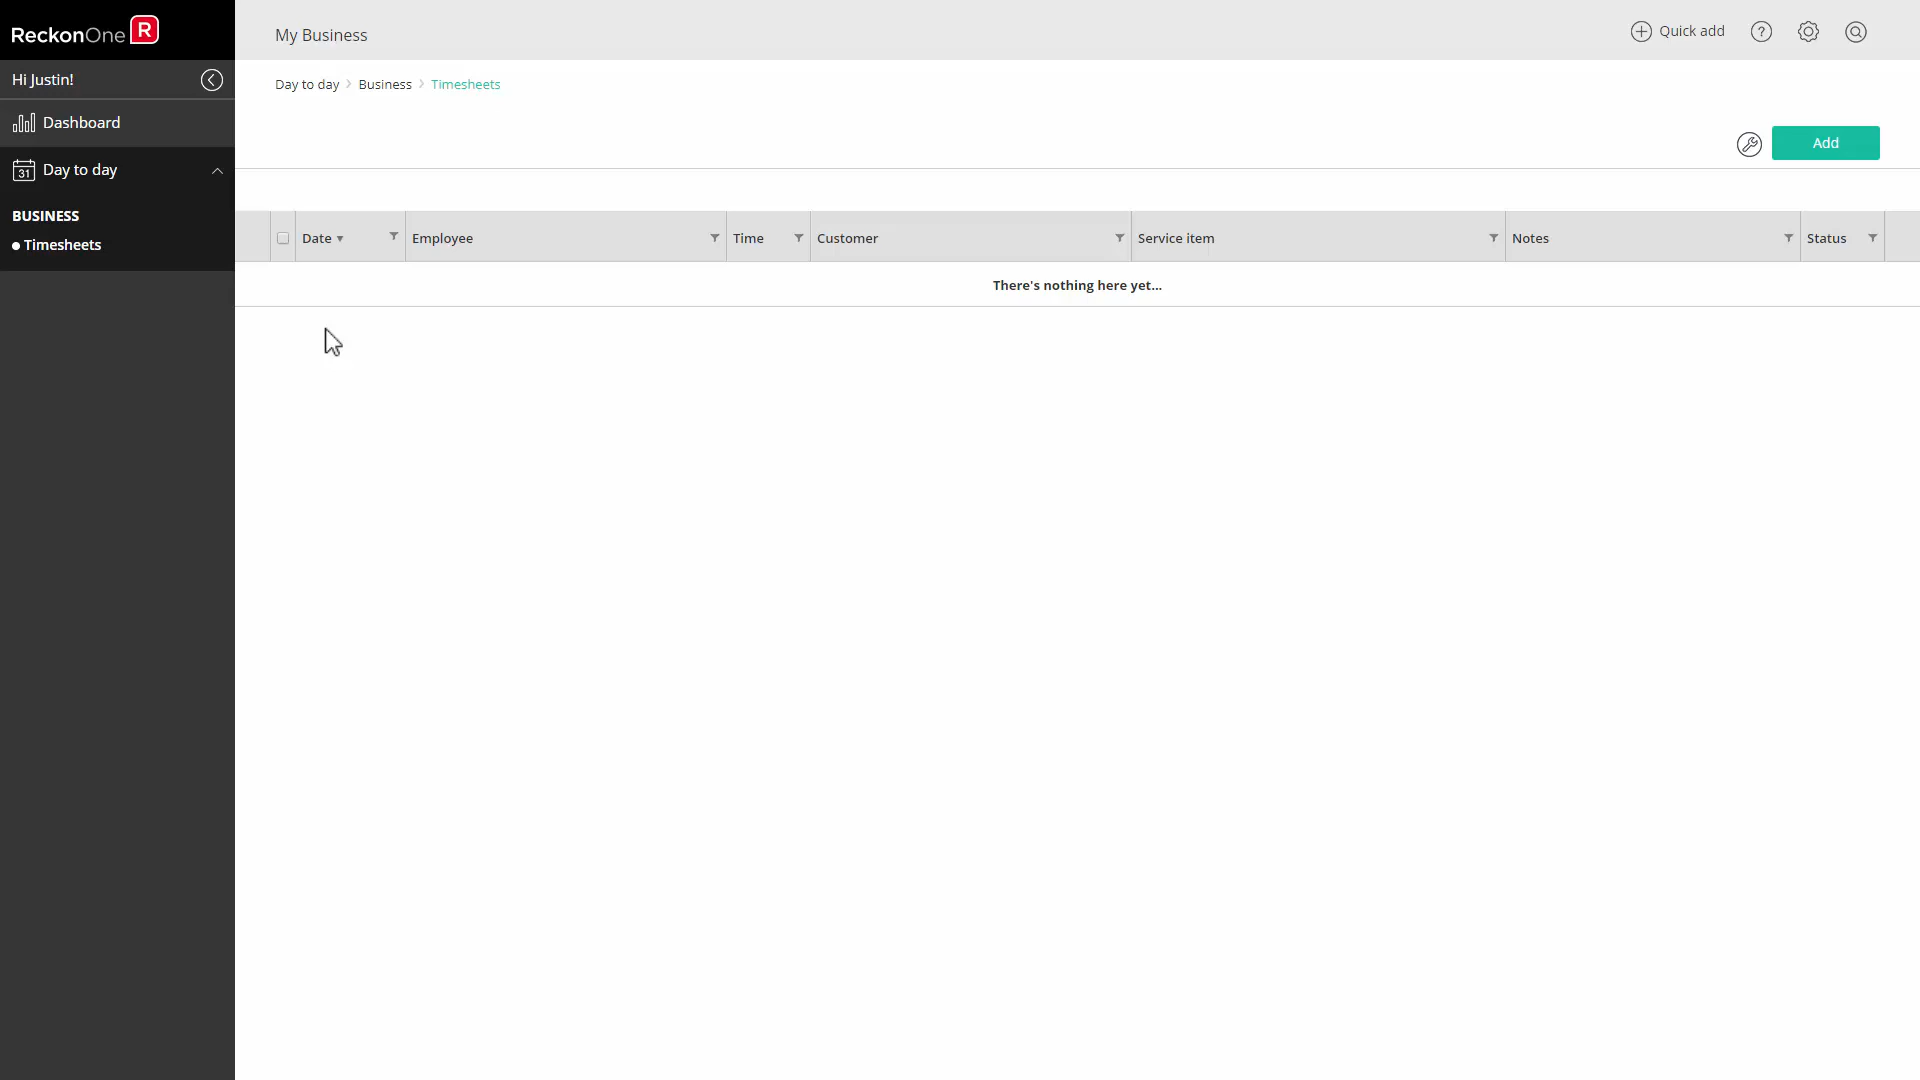 ReckonOne R
My Business
Quick add
?
Hi Justin!
Day to day
Business
Timesheets
Dashboard
31
Day to day
Add
BUSINESS
Timesheets
Date
Employee
Time
Customer
Service item
Notes
Status
There's nothing here yet...